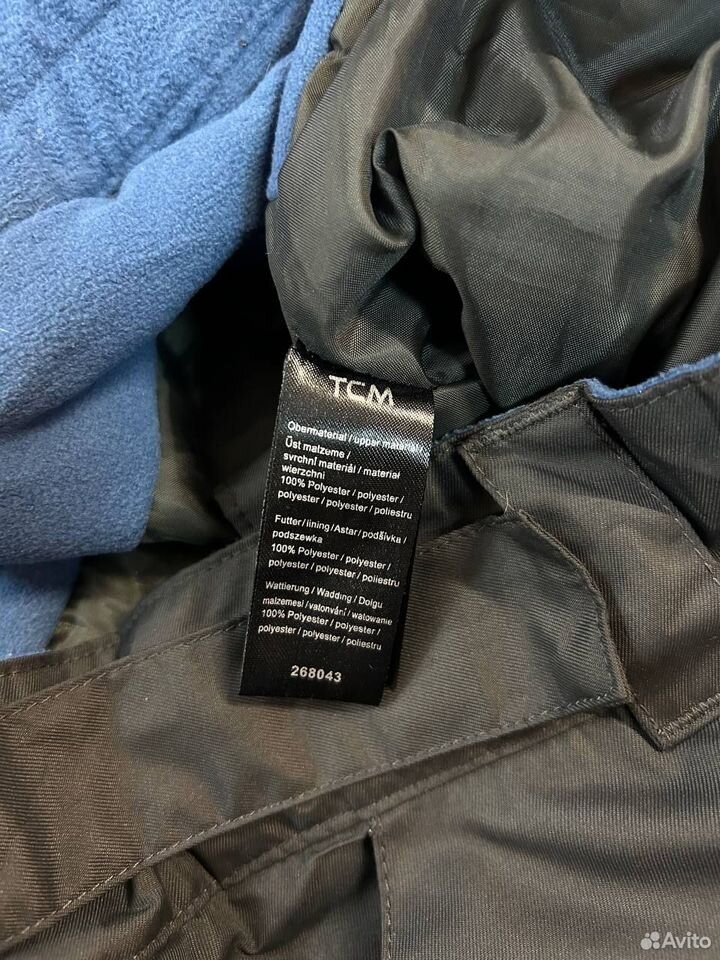 TCM
Obermaterial / upper material /
Üst malzeme /
svrchní materiál / materiał
wierzchni
100% Polyester / polyester /
polyester / polyester / poliestru
Futter / lining / Astar / podšívka /
podszewka
100% Polyester / polyester /
polyester / polyester / poliestru
Wattierung / Wadding / Dolgu
malzemesi / vatování / watowanie
100% Polyester / polyester /
polyester / polyester / poliestru
268043
Avito